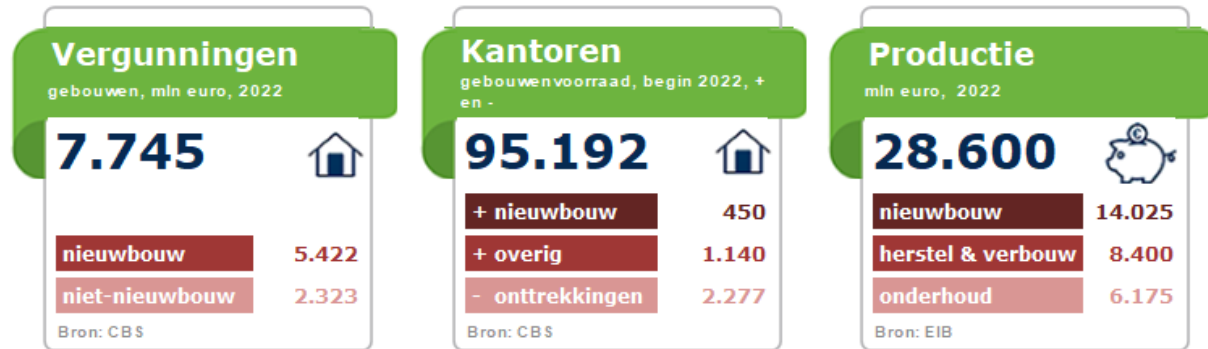 Vergunningen
gebouwen, mln euro, 2022
7.745
nieuwbouw 5.422
niet-nieuwbouw 2.323
Bron: CBS
Kantoren
gebouwenvoorraad, begin 2022, +
en -
95.192
+ nieuwbouw 450
+ overig 1.140
- onttrekkingen 2.277
Bron: CBS
Productie
mln euro, 2022
€
28.600
nieuwbouw 14.025
herstel & verbouw 8.400
onderhoud 6.175
Bron: EIB